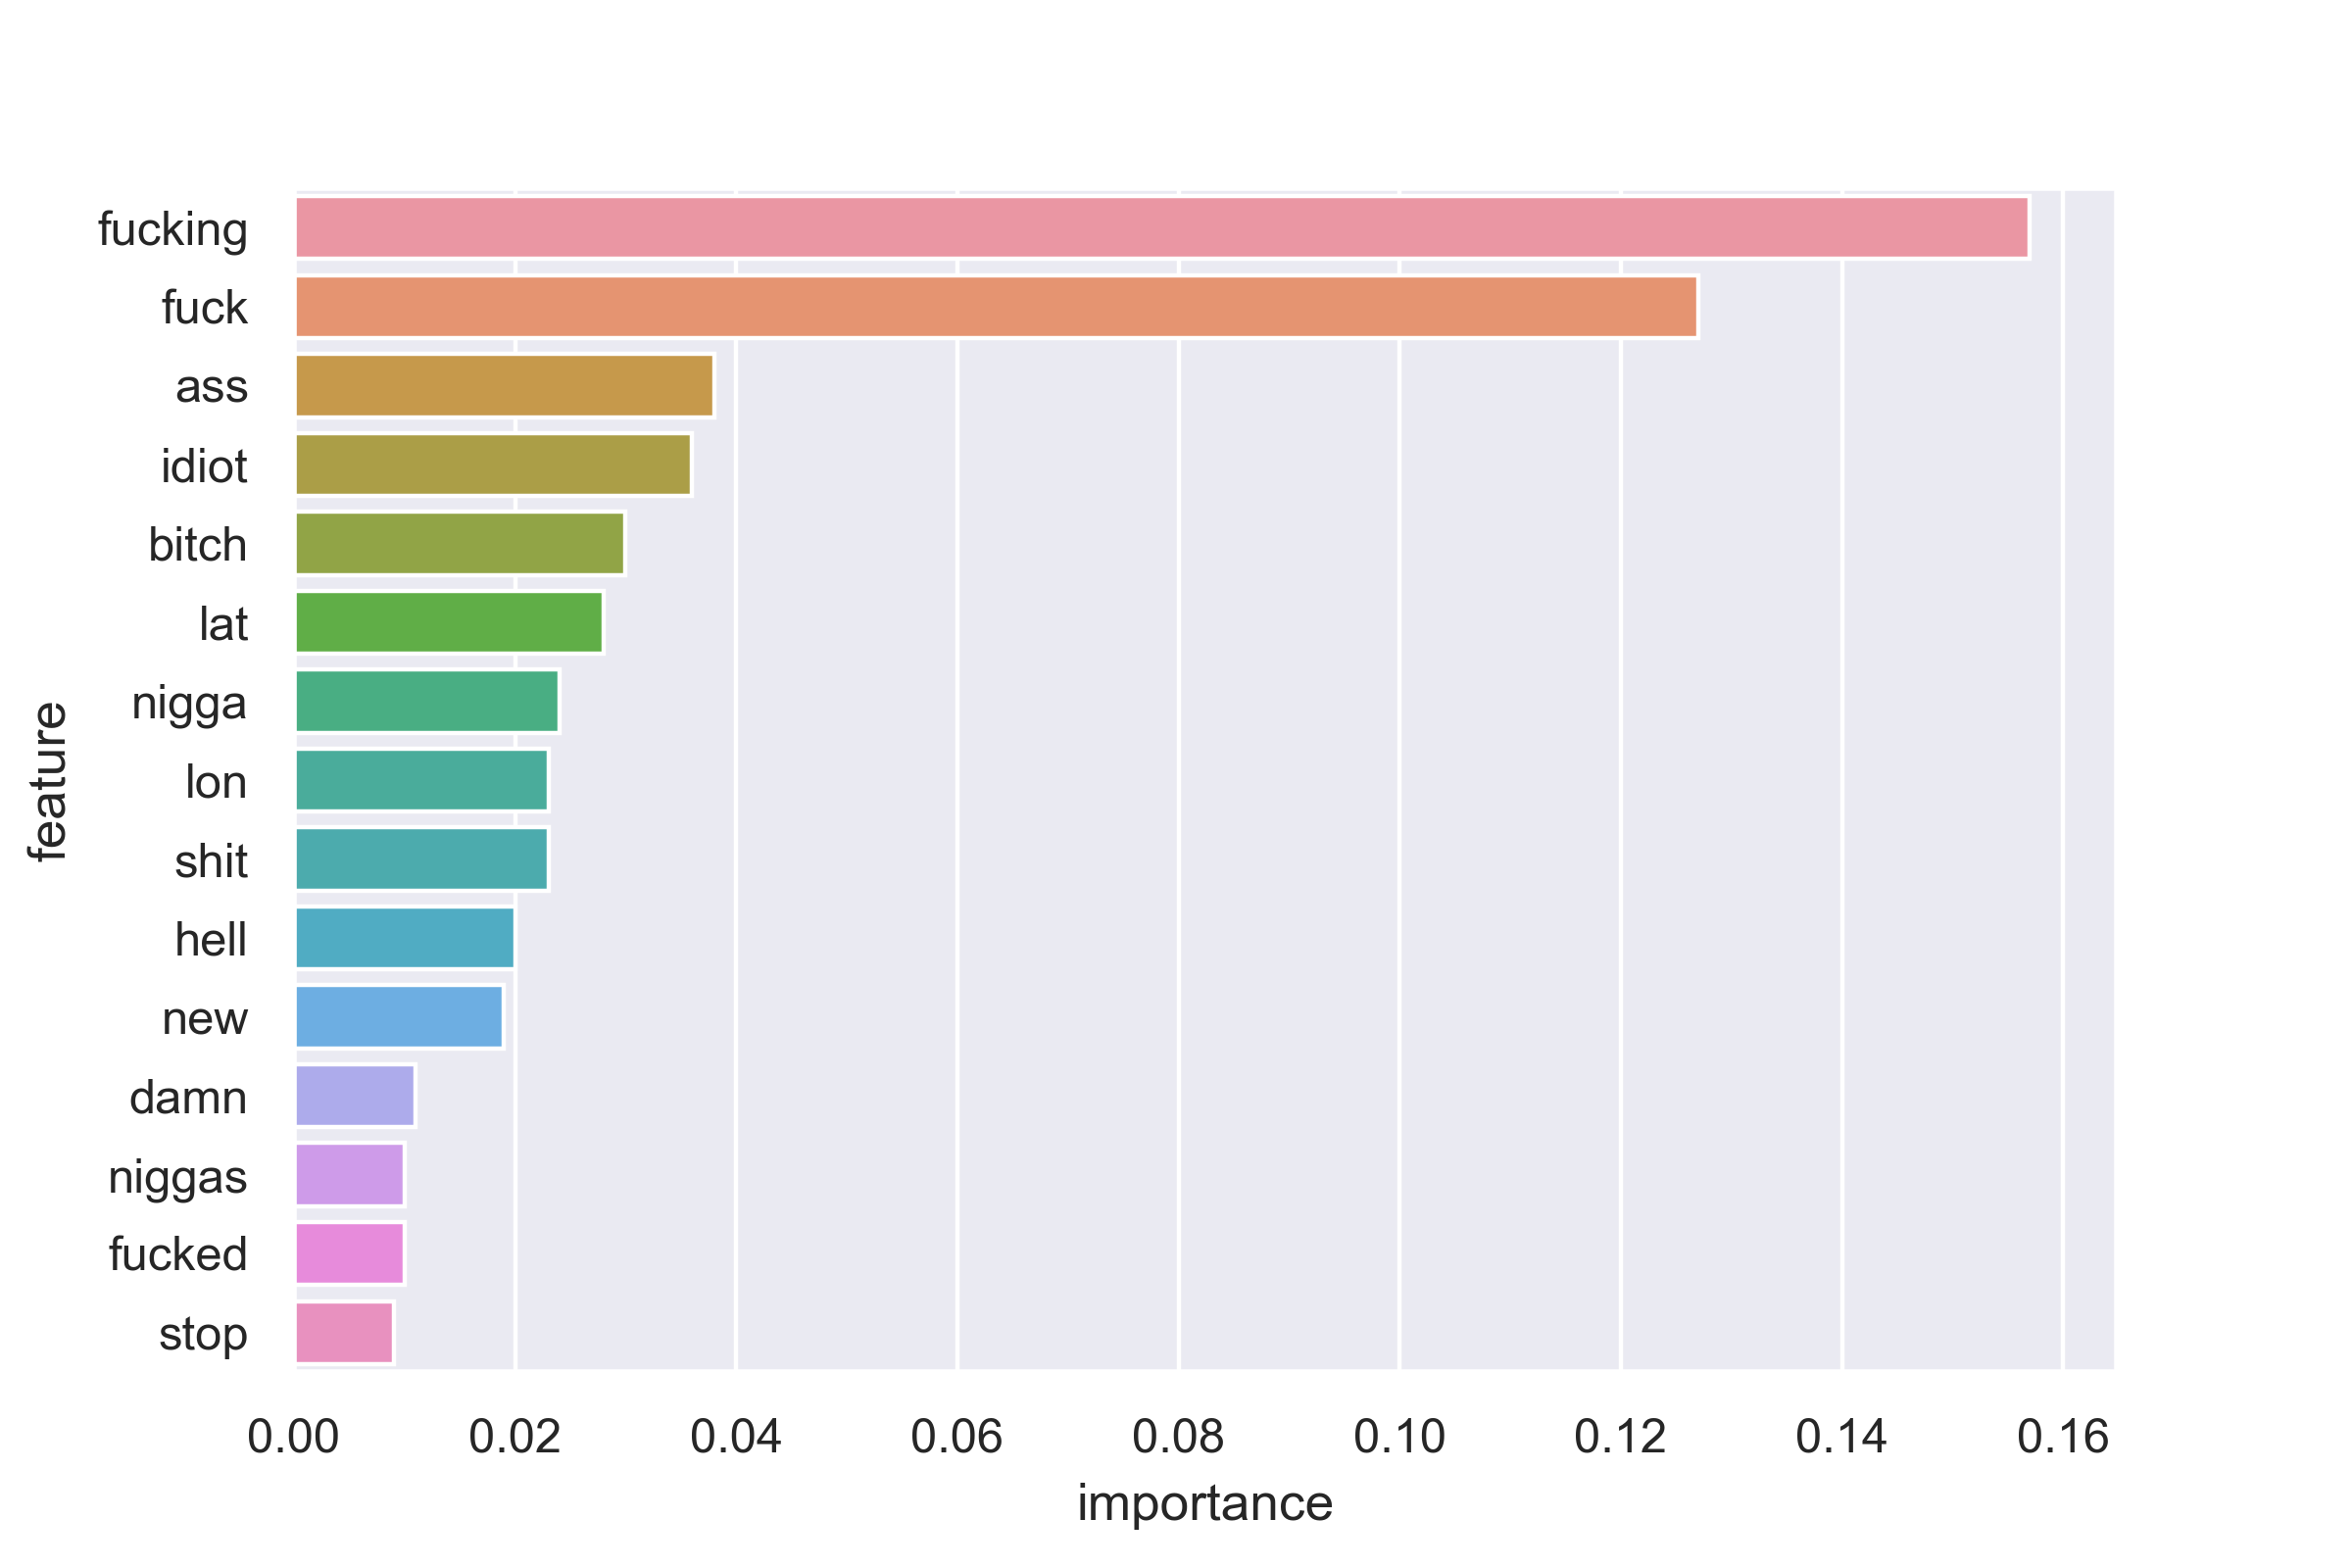 fucking
fuck
ass
idiot
bitch
lat
nigga
lon
shit
hell
new
damn
niggas
fucked
stop
feature
0.00 0.02 0.04 0.06 0.08 0.10 0.12 0.14 0.16
importance